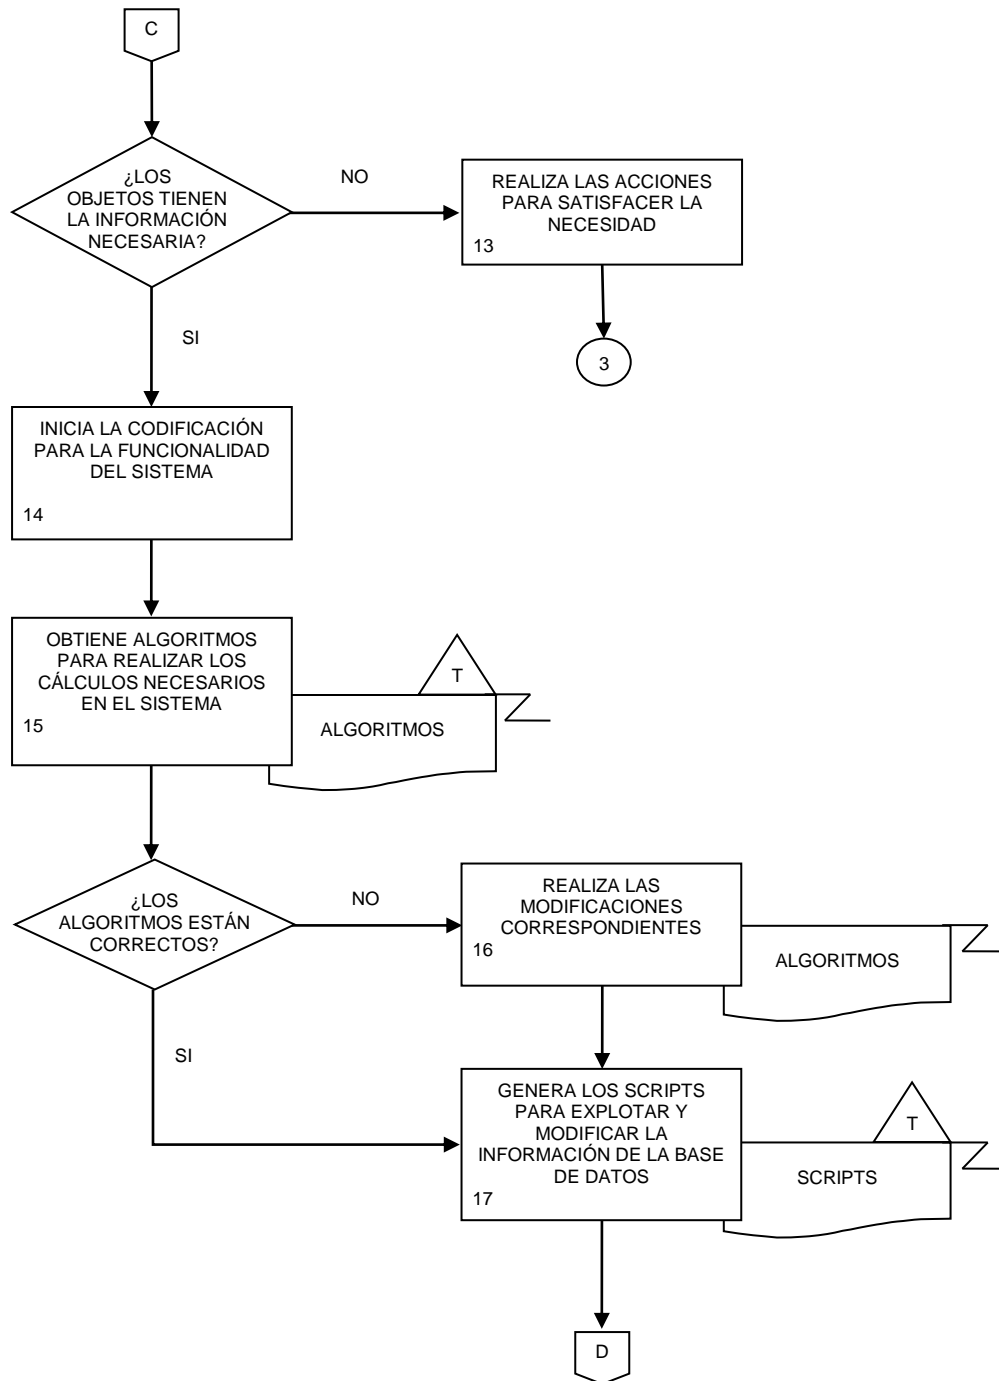 C
¿LOS
OBJETOS TIENEN
LA INFORMACIÓN
NECESARIA?
NO
REALIZA LAS ACCIONES
PARA SATISFACER LA
NECESIDAD
13
SI
3
INICIA LA CODIFICACIÓN
PARA LA FUNCIONALIDAD
DEL SISTEMA
14
OBTIENE ALGORITMOS
PARA REALIZAR LOS
CÁLCULOS NECESARIOS
EN EL SISTEMA
15
T
ALGORITMOS
¿LOS
ALGORITMOS ESTÁN
CORRECTOS?
NO
REALIZA LAS
MODIFICACIONES
CORRESPONDIENTES
16
ALGORITMOS
SI
GENERA LOS SCRIPTS
PARA EXPLOTAR Y
MODIFICAR LA
INFORMACIÓN DE LA BASE
DE DATOS
17
T
SCRIPTS
D